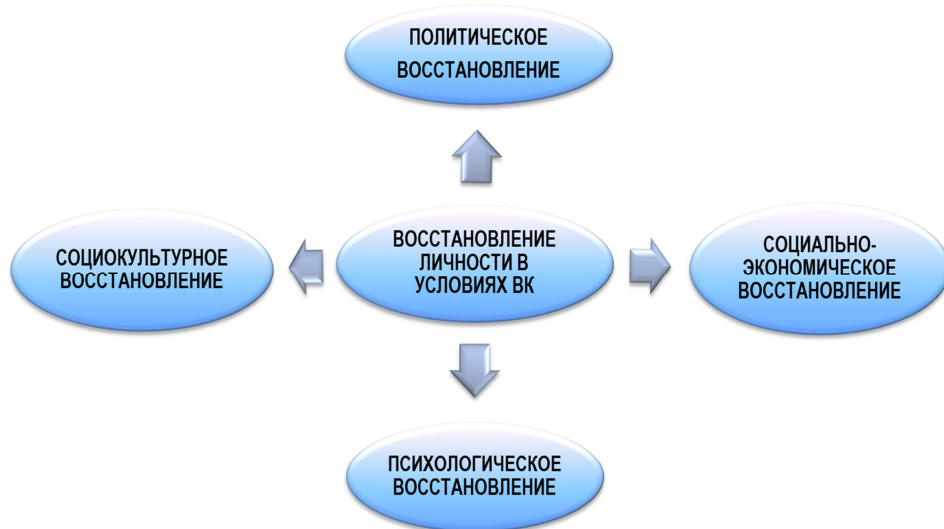 ПОЛИТИЧЕСКОЕ
ВОССТАНОВЛЕНИЕ
СОЦИОКУЛЬТУРНОЕ
ВОССТАНОВЛЕНИЕ
ВОССТАНОВЛЕНИЕ
ЛИЧНОСТИ В
УСЛОВИЯХ ВК
СОЦИАЛЬНО-
ЭКОНОМИЧЕСКОЕ
ВОССТАНОВЛЕНИЕ
ПСИХОЛОГИЧЕСКОЕ
ВОССТАНОВЛЕНИЕ